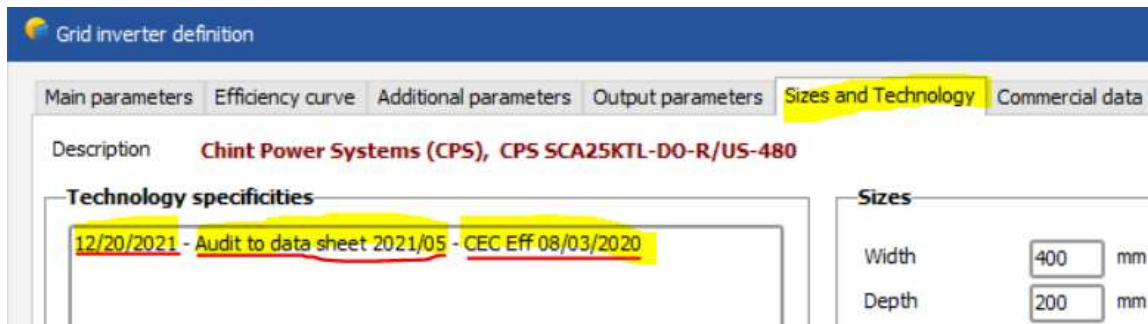 Grid inverter definition
Main parameters Efficiency curve Additional parameters Output parameters Sizes and Technology Commercial data
Description Chint Power Systems (CPS), CPS SCA25KTL-DO-R/US-480
Technology specificities
12/20/2021 - Audit to data sheet 2021/05 - CEC Eff 08/03/2020
Sizes
Width 400 mm
Depth 200 mm